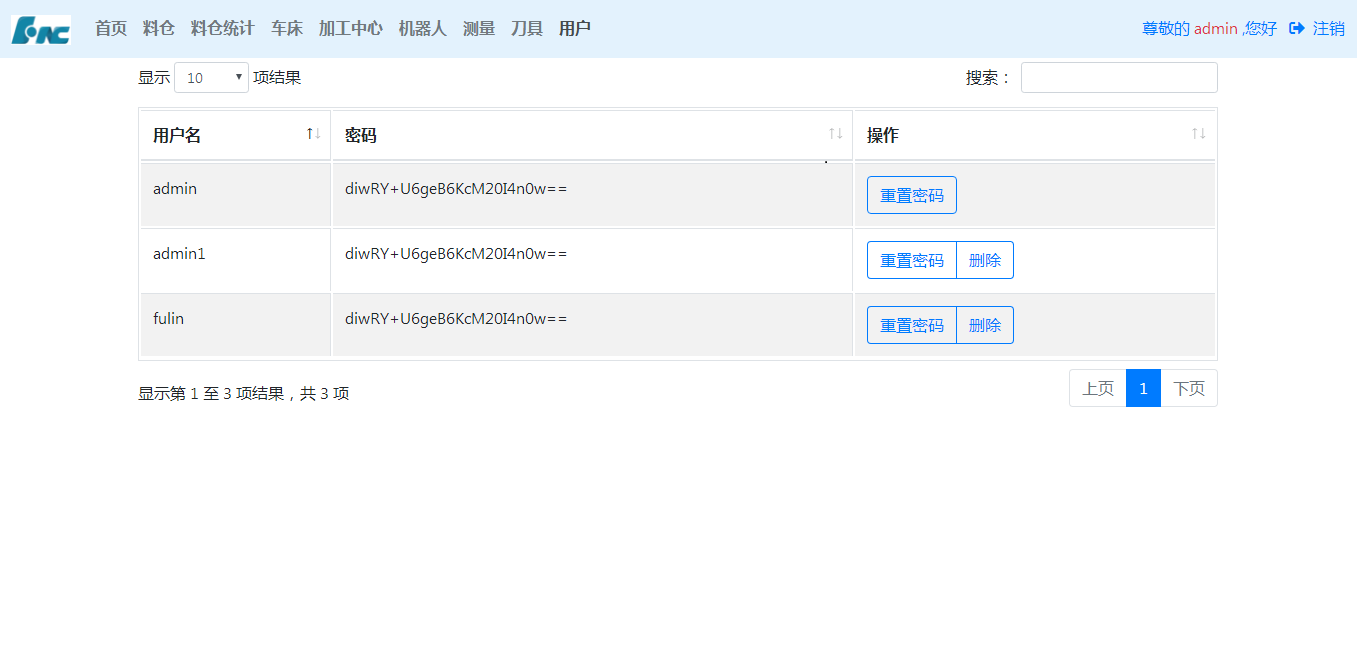 BNC 首页 料仓 料仓统计 车床 加工中心 机器人 测量 刀具 用户 尊敬的 admin ,您好 注销
显示 10 项结果 搜索：
用户名 密码 操作
admin diwRY+U6geB6KcM20I4n0w== 重置密码
admin1 diwRY+U6geB6KcM20I4n0w== 重置密码 删除
fulin diwRY+U6geB6KcM20I4n0w== 重置密码 删除
显示第 1 至 3 项结果，共 3 项 上页 1 下页